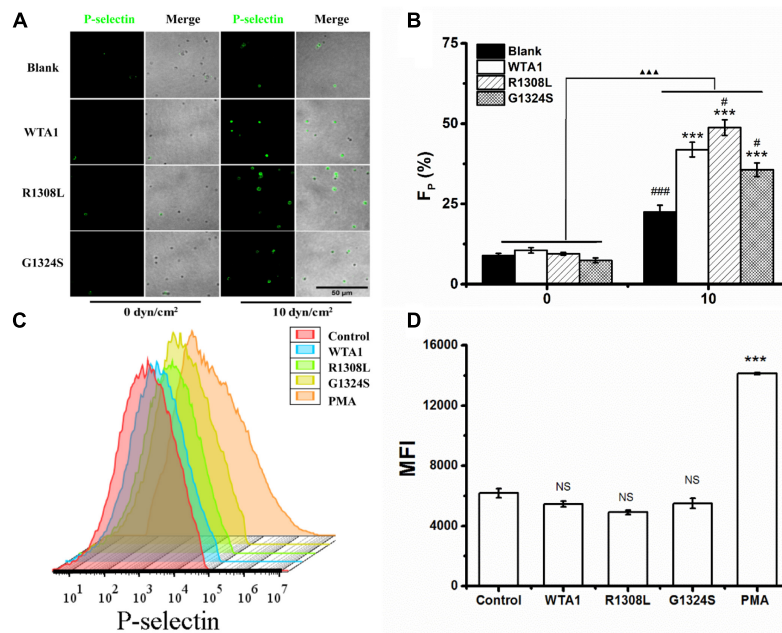 A
P-selectin Merge P-selectin Merge
Blank
WTA1
R1308L
G1324S
50 μm
0 dyn/cm² 10 dyn/cm²
B
75
50
25
0
F_P (%)
Blank
WTA1
R1308L
G1324S
▲▲▲
###
***
#
***
#
***
0 10
C
Control
WTA1
R1308L
G1324S
PMA
10¹ 10² 10³ 10⁴ 10⁵ 10⁶ 10⁷
P-selectin
D
16000
12000
8000
4000
0
MFI
NS NS NS ***
Control WTA1 R1308L G1324S PMA